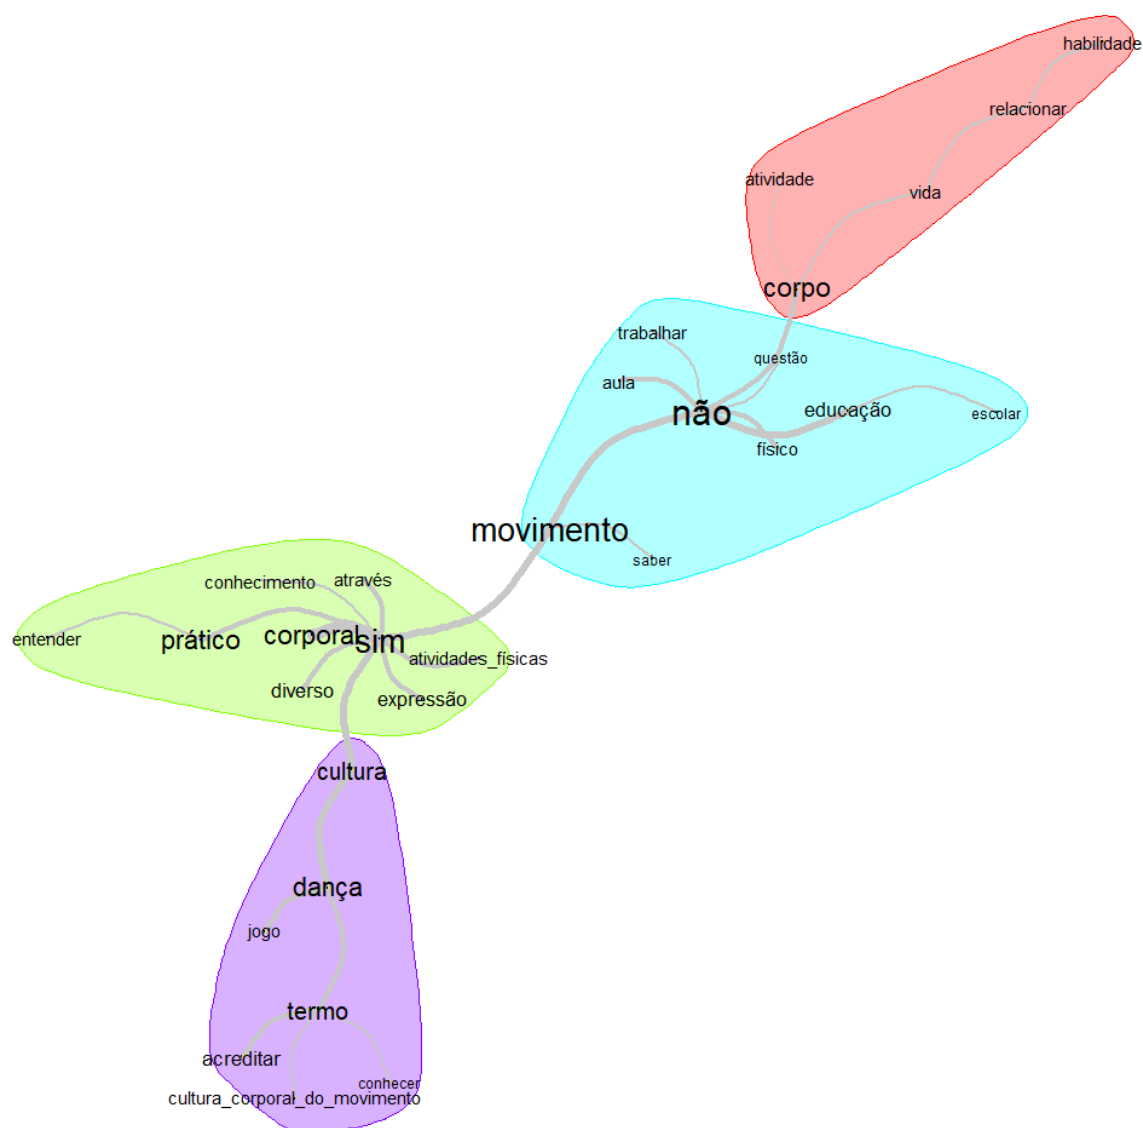 habilidade
relacionar
atividade
vida
corpo
trabalhar
questão
aula
não
educação
escolar
físico
movimento
saber
conhecimento
através
entender
prático
corporal
sim
atividades_físicas
diverso
expressão
cultura
dança
jogo
termo
acreditar
conhecer
cultura_corporal_do_movimento